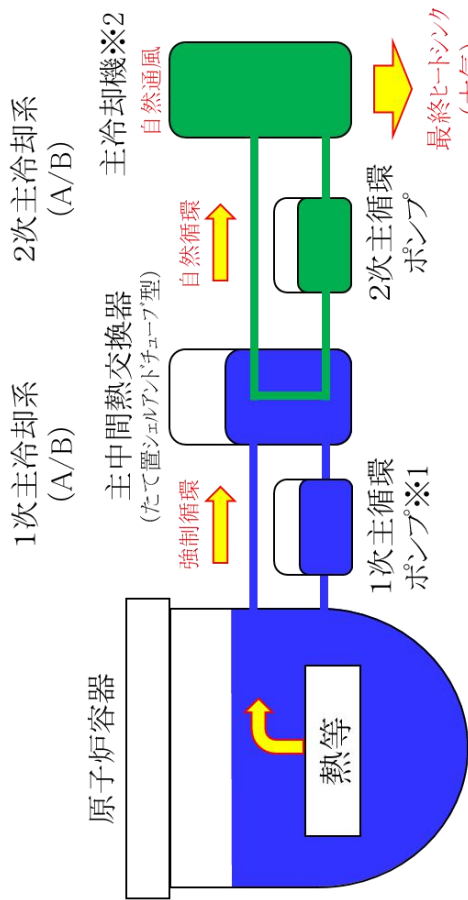 1次主冷却系
(A/B)
2次主冷却系
(A/B)
原子炉容器
主中間熱交換器
(たて置シェルアンドチューブ型)
主冷却機※2
自然通風
強制循環
自然循環
熱等
1次主循環
ポンプ※1
2次主循環
ポンプ
最終ヒートシンク